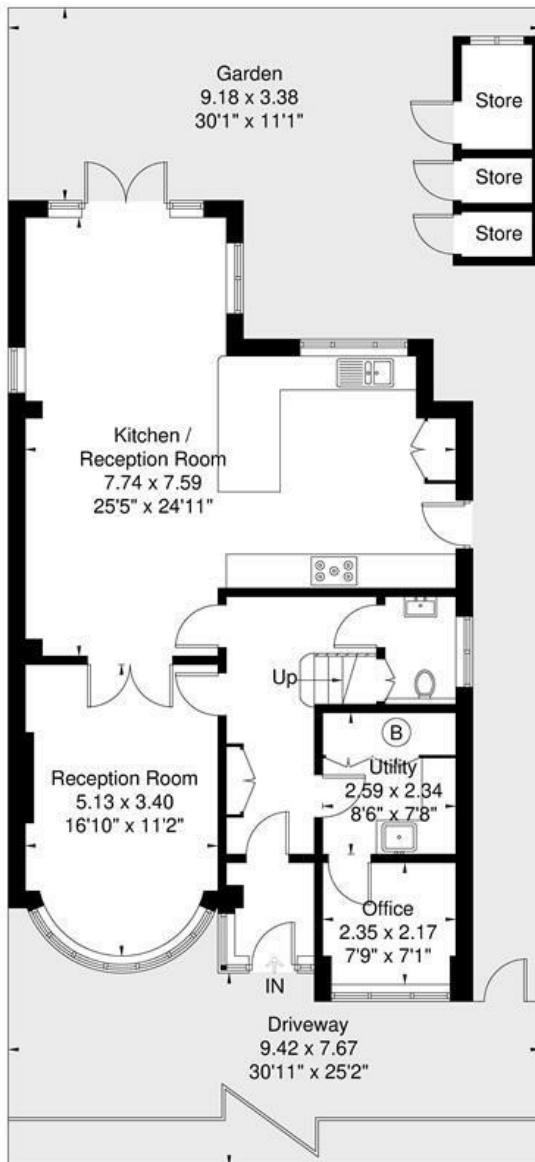 Garden
9.18 x 3.38
30'1" x 11'1"
Store
Store
Store
Kitchen /
Reception Room
7.74 x 7.59
25'5" x 24'11"
Up
B
Utility
2.59 x 2.34
8'6" x 7'8"
Reception Room
5.13 x 3.40
16'10" x 11'2"
Office
2.35 x 2.17
7'9" x 7'1"
IN
Driveway
9.42 x 7.67
30'11" x 25'2"